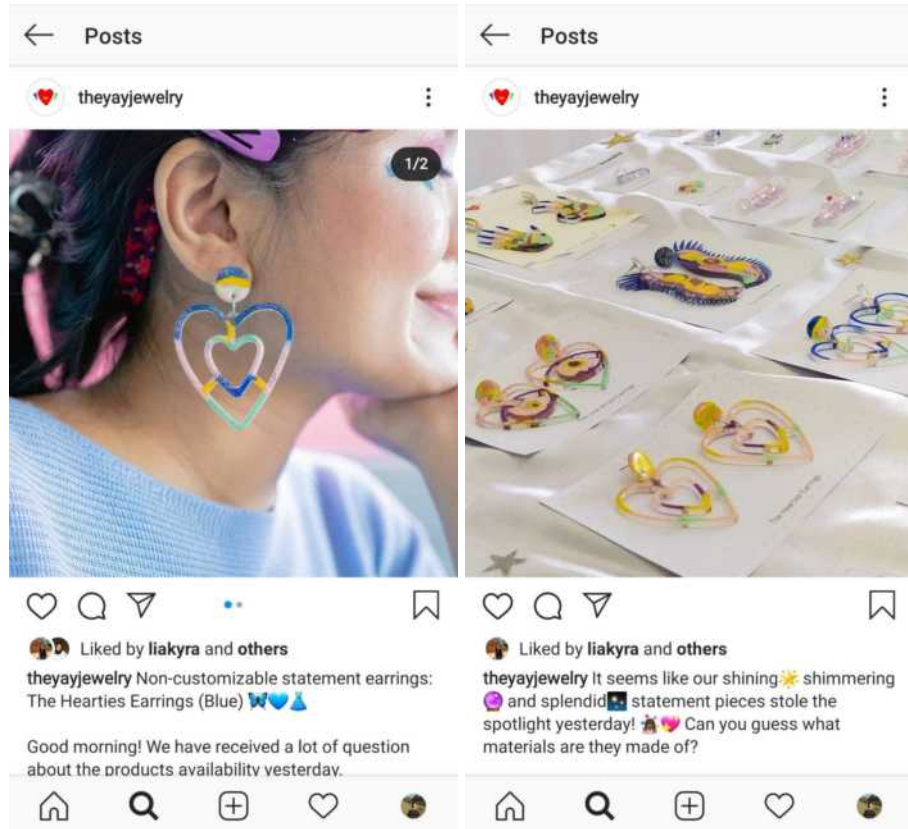 Posts
theyayjewelry
1/2
Liked by liakyra and others
theyayjewelry Non-customizable statement earrings:
The Hearties Earrings (Blue) 🦋💙👗
Good morning! We have received a lot of question
about the products availability yesterday.
Posts
theyayjewelry
The Hearties Earrings
Liked by liakyra and others
theyayjewelry It seems like our shining🌟 shimmering
🔮 and splendid🌃 statement pieces stole the
spotlight yesterday! 💖 Can you guess what
materials are they made of?